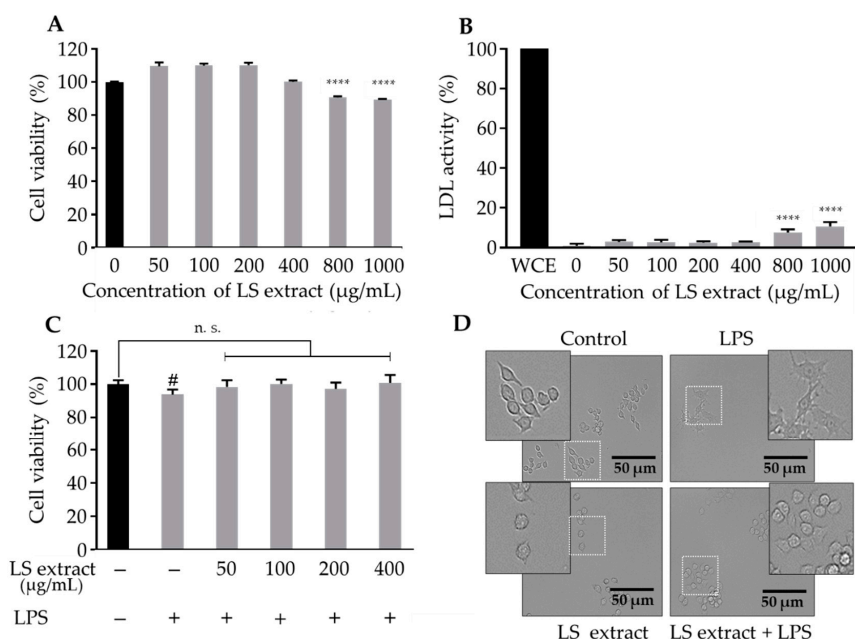 A
120
100
80
60
40
20
0
Cell viability (%)
**** ****
0 50 100 200 400 800 1000
Concentration of LS extract (µg/mL)
B
100
80
60
40
20
0
LDL activity (%)
**** ****
WCE 0 50 100 200 400 800 1000
Concentration of LS extract (µg/mL)
C
n. s.
120
100
80
60
40
20
0
Cell viability (%)
#
LS extract – – 50 100 200 400
(µg/mL)
LPS – + + + + +
D
Control LPS
50 µm 50 µm
50 µm 50 µm
LS extract LS extract + LPS